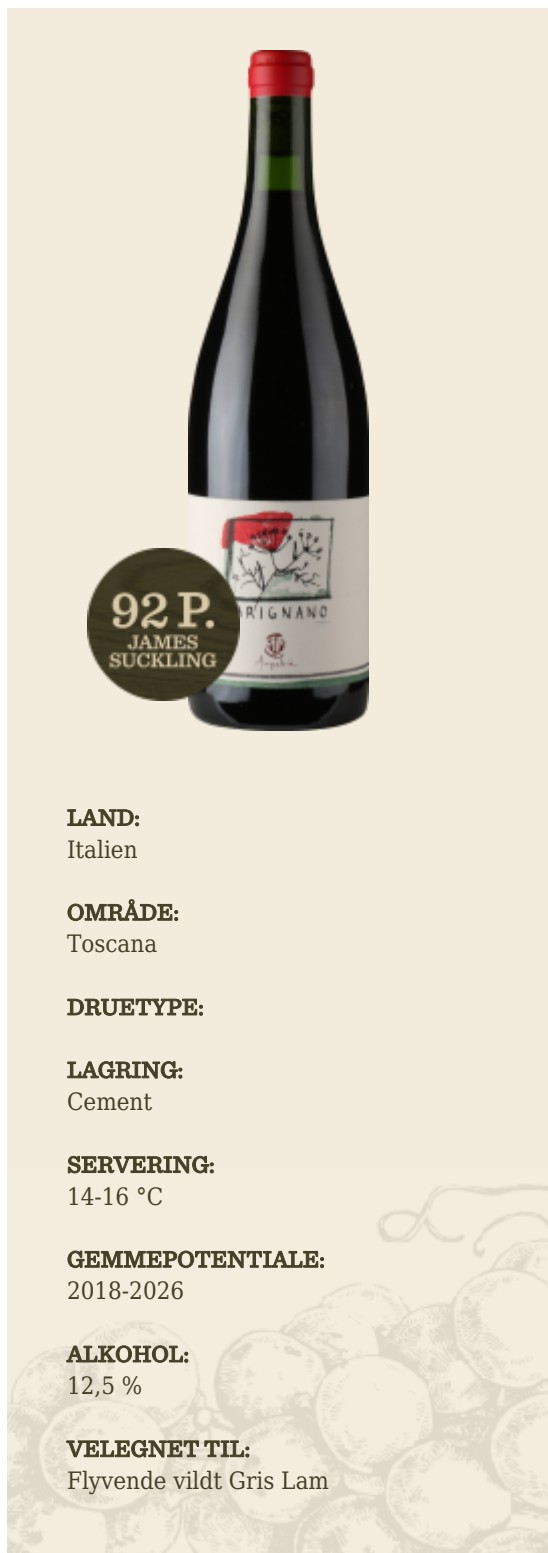 92 P.
JAMES
SUCKLING
RIGNANO
Ampeleia
LAND:
Italien
OMRÅDE:
Toscana
DRUETYPE:
LAGRING:
Cement
SERVERING:
14-16 °C
GEMMEPOTENTIALE:
2018-2026
ALKOHOL:
12,5 %
VELEGNET TIL:
Flyvende vildt Gris Lam